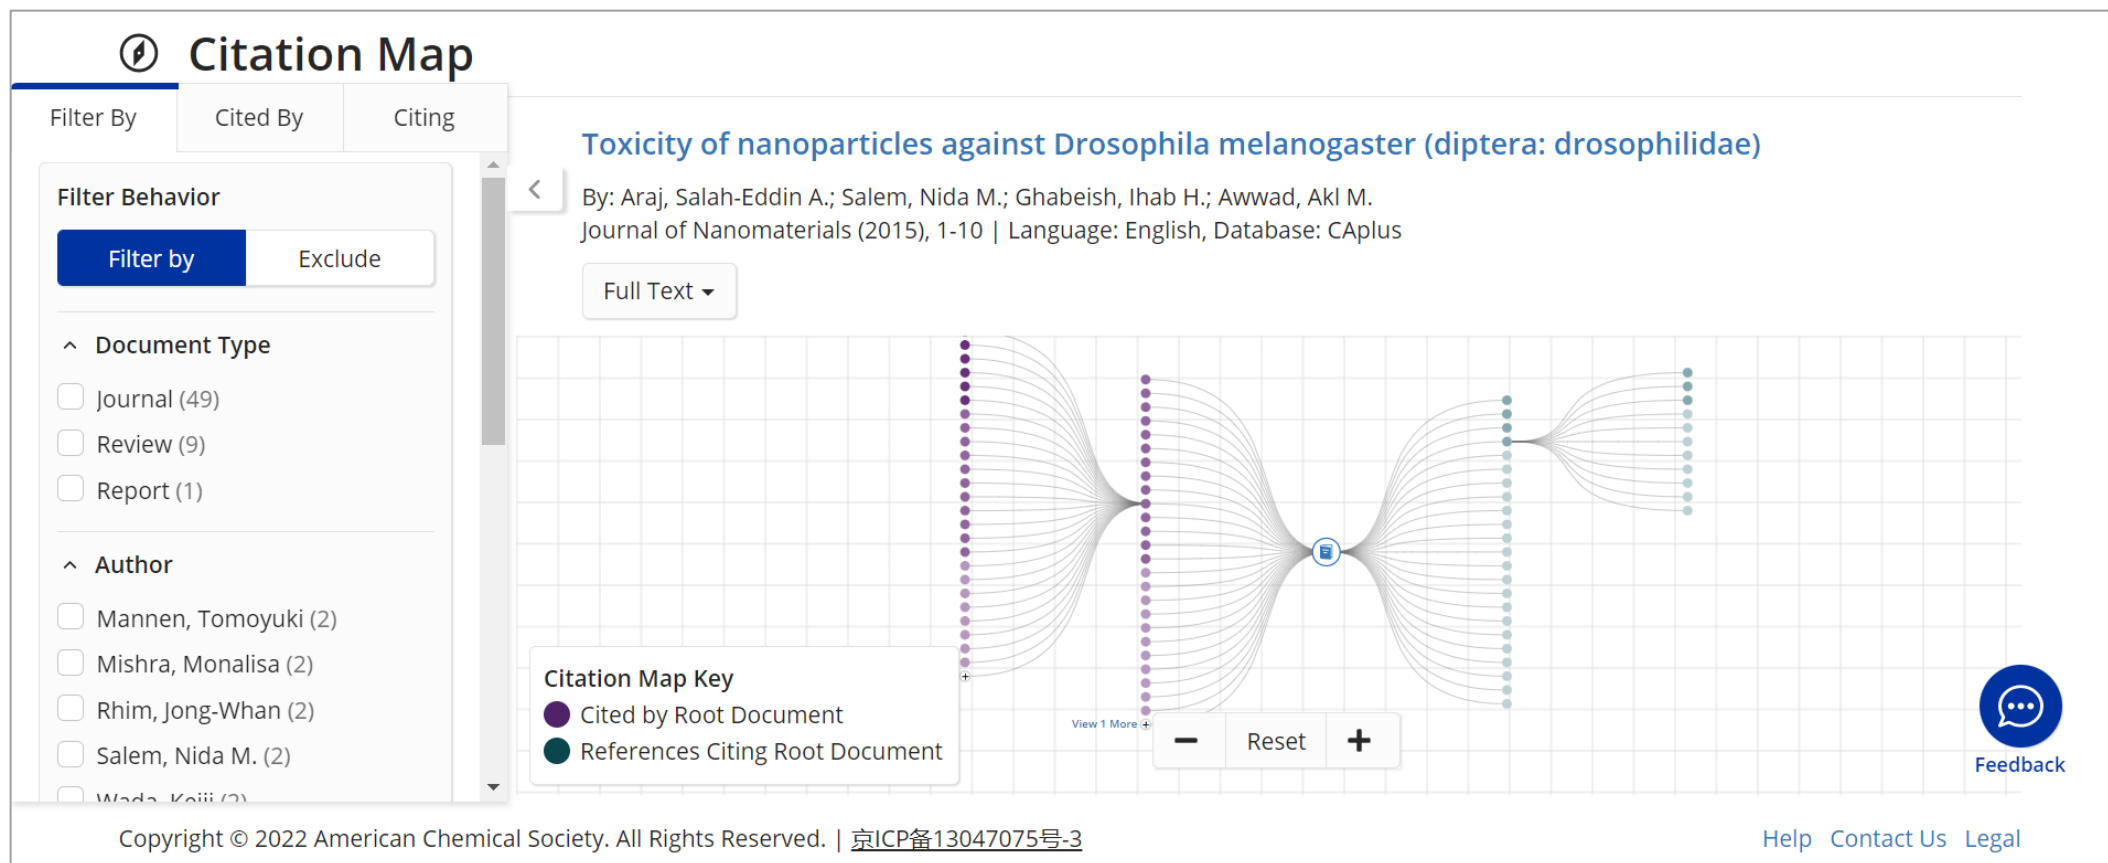 Citation Map
Filter By
Cited By
Citing
Filter Behavior
Filter by
Exclude
Document Type
Journal (49)
Review (9)
Report (1)
Author
Mannen, Tomoyuki (2)
Mishra, Monalisa (2)
Rhim, Jong-Whan (2)
Salem, Nida M. (2)
Wada, Keiji (2)
Toxicity of nanoparticles against Drosophila melanogaster (diptera: drosophilidae)
By: Araj, Salah-Eddin A.; Salem, Nida M.; Ghabeish, Ihab H.; Awwad, Akl M.
Journal of Nanomaterials (2015), 1-10 | Language: English, Database: CAplus
Full Text
Citation Map Key
Cited by Root Document
References Citing Root Document
View 1 More
Reset
Feedback
Copyright © 2022 American Chemical Society. All Rights Reserved. | 京ICP备13047075号-3
Help Contact Us Legal